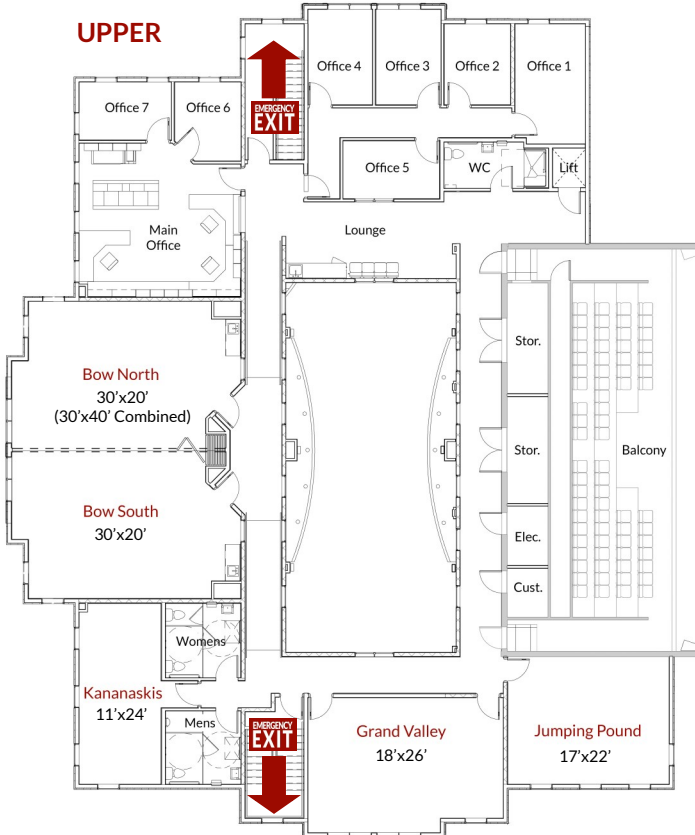 UPPER
Office 4
Office 3
Office 2
Office 1
EMERGENCY
EXIT
Office 7
Office 6
Office 5
WC
Lift
Main
Office
Lounge
Bow North
30'x20'
(30'x40' Combined)
Stor.
Stor.
Balcony
Bow South
30'x20'
Elec.
Cust.
Womens
Kananaskis
11'x24'
Mens
EMERGENCY
EXIT
Grand Valley
18'x26'
Jumping Pound
17'x22'